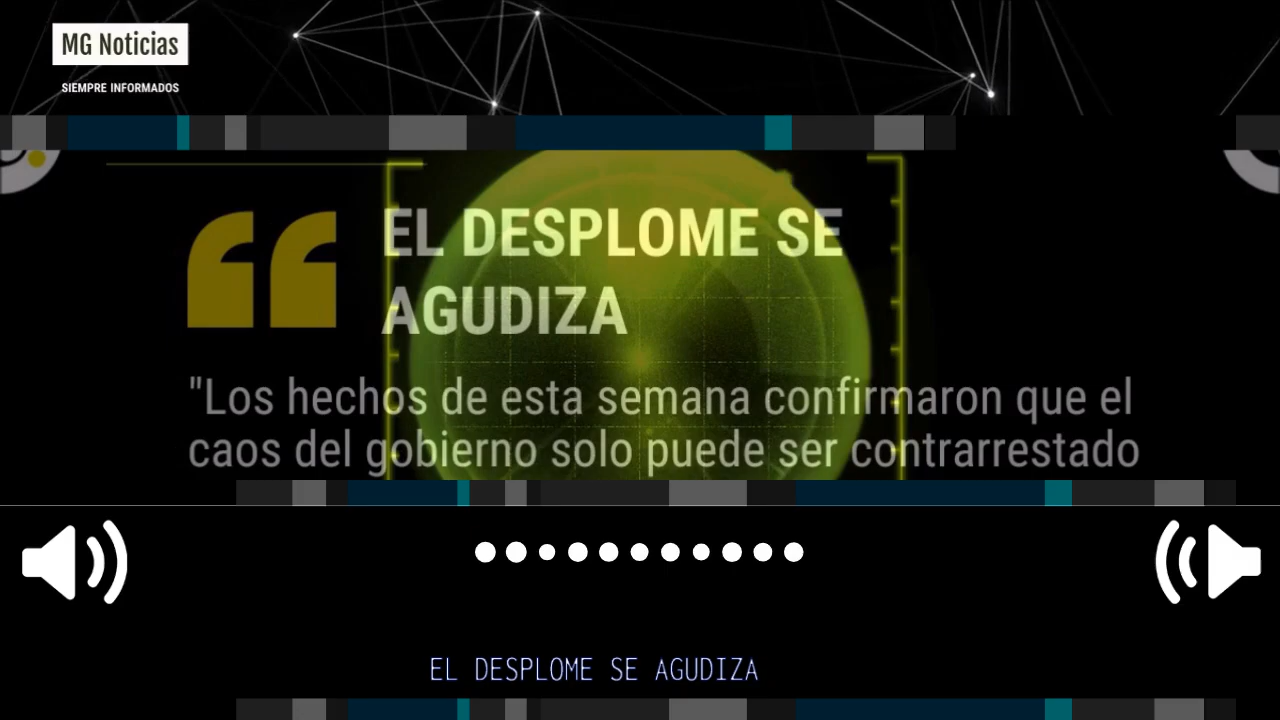 MG Noticias
SIEMPRE INFORMADOS
EL DESPLOME SE
AGUDIZA
"Los hechos de esta semana confirmaron que el
caos del gobierno solo puede ser contrarrestado
EL DESPLOME SE AGUDIZA